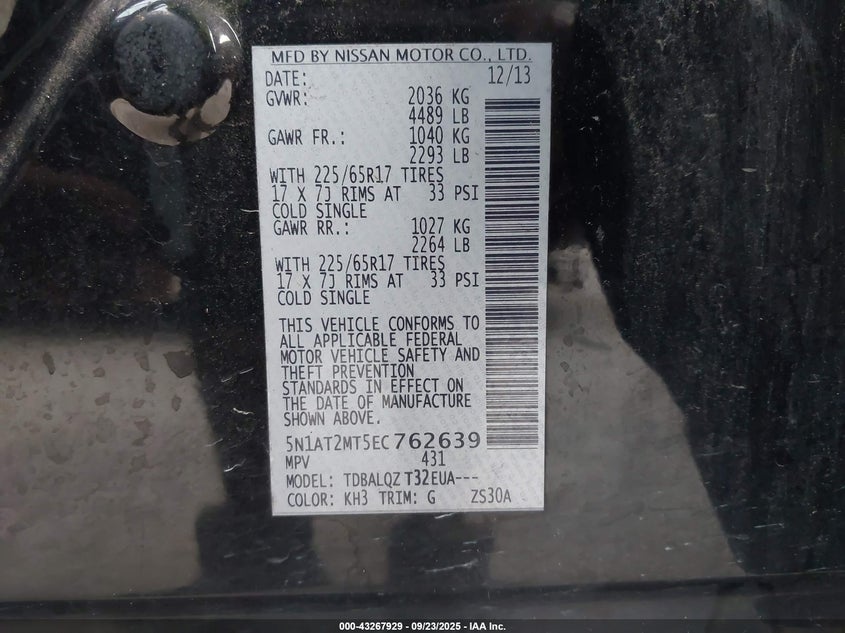 MFD BY NISSAN MOTOR CO., LTD.
DATE: 12/13
GVWR: 2036 KG
4489 LB
GAWR FR.: 1040 KG
2293 LB
WITH 225/65R17 TIRES
17 X 7J RIMS AT 33 PSI
COLD SINGLE
GAWR RR.: 1027 KG
2264 LB
WITH 225/65R17 TIRES
17 X 7J RIMS AT 33 PSI
COLD SINGLE
THIS VEHICLE CONFORMS TO
ALL APPLICABLE FEDERAL
MOTOR VEHICLE SAFETY AND
THEFT PREVENTION
STANDARDS IN EFFECT ON
THE DATE OF MANUFACTURE
SHOWN ABOVE.
5N1AT2MT5EC762639
MPV 431
MODEL: TDBALQZ T32EUA---
COLOR: KH3 TRIM: G ZS30A
000-43267929 - 09/23/2025 - IAA Inc.